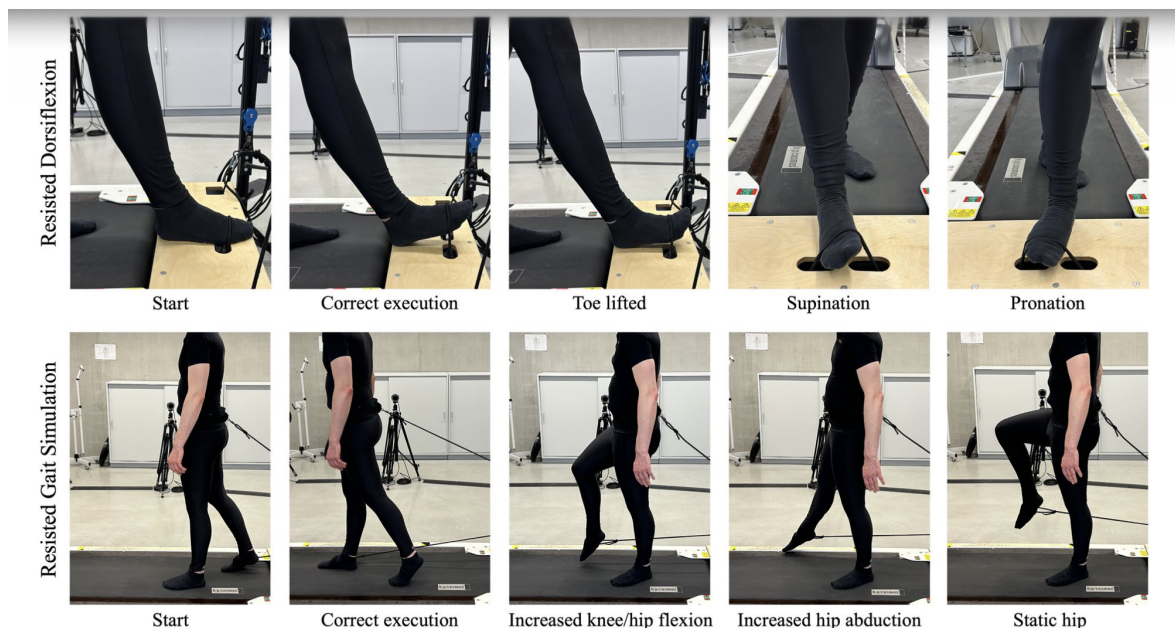 Resisted Dorsiflexion
Start
Correct execution
Toe lifted
Supination
Pronation
Resisted Gait Simulation
Start
Correct execution
Increased knee/hip flexion
Increased hip abduction
Static hip